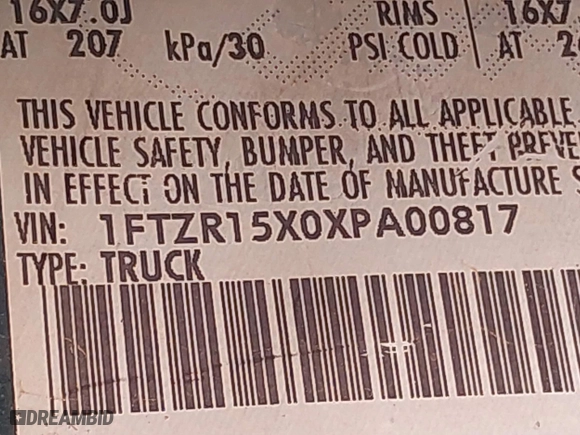 16X7.0J RIMS 16X7
AT 207 kPa/30 PSI COLD AT
THIS VEHICLE CONFORMS TO ALL APPLICABLE
VEHICLE SAFETY, BUMPER, AND THEFT
IN EFFECT ON THE DATE OF MANUFACTURE
VIN: 1FTZR15X0XPA00817
TYPE: TRUCK
DREAMBID